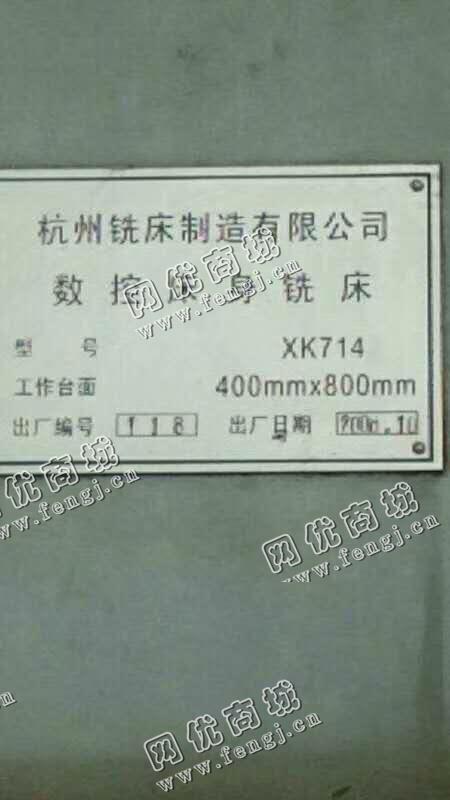 杭州铣床制造有限公司
数控床身铣床
型号 XK714
工作台面 400mmx800mm
出厂编号 118 出厂日期
网优商城
www.fengj.cn
网优商城
www.fengj.cn
网优商城
www.fengj.cn
网优商城
www.fengj.cn